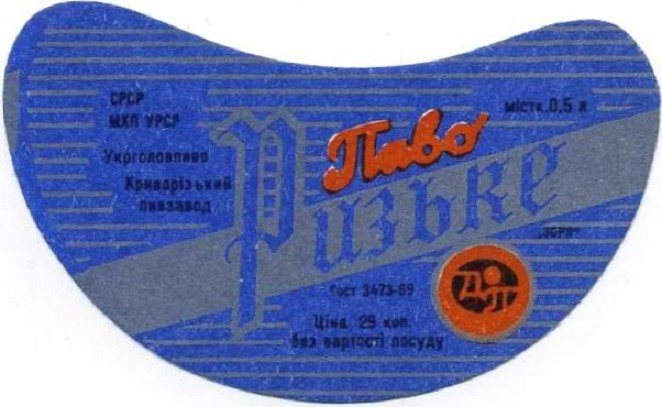 СРСР
МХП УРСР
Укрголовпиво
Криворізький
пивзавод
Пиво
Ризьке
містк. 0,5 л
Гост 3473-69
Ціна 29 коп.
без вартості посуду